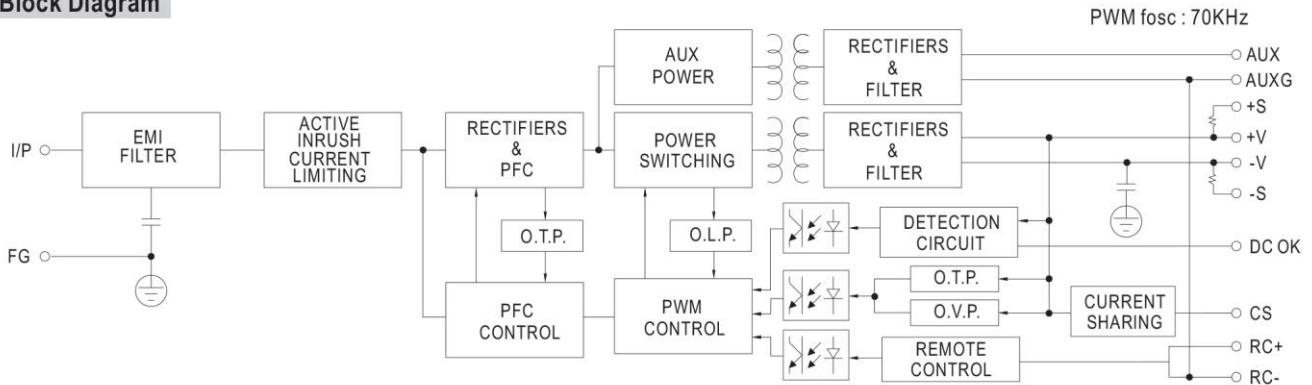 Block Diagram
PWM fosc : 70KHz
I/P
FG
EMI
FILTER
ACTIVE
INRUSH
CURRENT
LIMITING
RECTIFIERS
&
PFC
AUX
POWER
POWER
SWITCHING
RECTIFIERS
&
FILTER
RECTIFIERS
&
FILTER
O.T.P.
O.L.P.
PFC
CONTROL
PWM
CONTROL
DETECTION
CIRCUIT
O.T.P.
O.V.P.
REMOTE
CONTROL
CURRENT
SHARING
AUX
AUXG
+S
+V
-V
-S
DC OK
CS
RC+
RC-